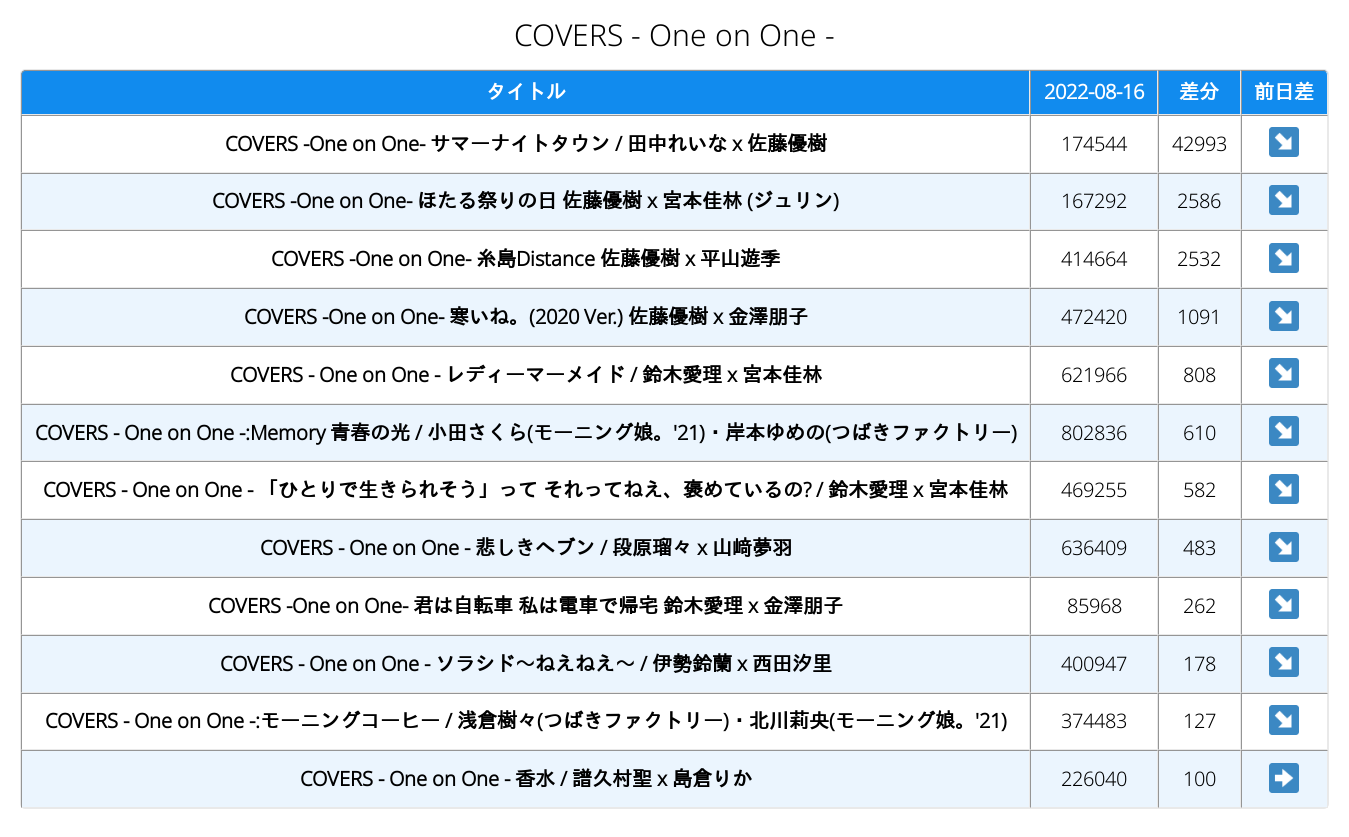 COVERS - One on One -
タイトル 2022-08-16 差分 前日差
COVERS -One on One- サマーナイトタウン / 田中れいな x 佐藤優樹 174544 42993
COVERS -One on One- ほたる祭りの日 佐藤優樹 x 宮本佳林 (ジュリン) 167292 2586
COVERS -One on One- 糸島Distance 佐藤優樹 x 平山遊季 414664 2532
COVERS -One on One- 寒いね。(2020 Ver.) 佐藤優樹 x 金澤朋子 472420 1091
COVERS - One on One - レディーマーメイド / 鈴木愛理 x 宮本佳林 621966 808
COVERS - One on One -:Memory 青春の光 / 小田さくら(モーニング娘。'21)・岸本ゆめの(つばきファクトリー) 802836 610
COVERS - One on One - 「ひとりで生きられそう」って それってねえ、褒めているの? / 鈴木愛理 x 宮本佳林 469255 582
COVERS - One on One - 悲しきヘブン / 段原瑠々 x 山﨑夢羽 636409 483
COVERS -One on One- 君は自転車 私は電車で帰宅 鈴木愛理 x 金澤朋子 85968 262
COVERS - One on One - ソラシド〜ねえねえ〜 / 伊勢鈴蘭 x 西田汐里 400947 178
COVERS - One on One -:モーニングコーヒー / 浅倉樹々(つばきファクトリー)・北川莉央(モーニング娘。'21) 374483 127
COVERS - One on One - 香水 / 譜久村聖 x 島倉りか 226040 100